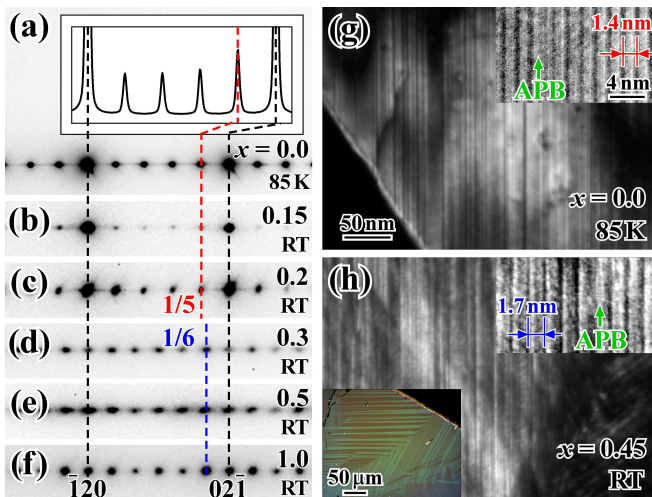 (a)
x = 0.0
85 K
(b)
0.15
RT
(c)
0.2
1/5
RT
(d)
1/6
0.3
RT
(e)
0.5
RT
(f)
1.0
RT
1̄20
021̄
(g)
1.4 nm
APB
4 nm
x = 0.0
50 nm
85K
(h)
1.7 nm
APB
x = 0.45
50 μm
RT